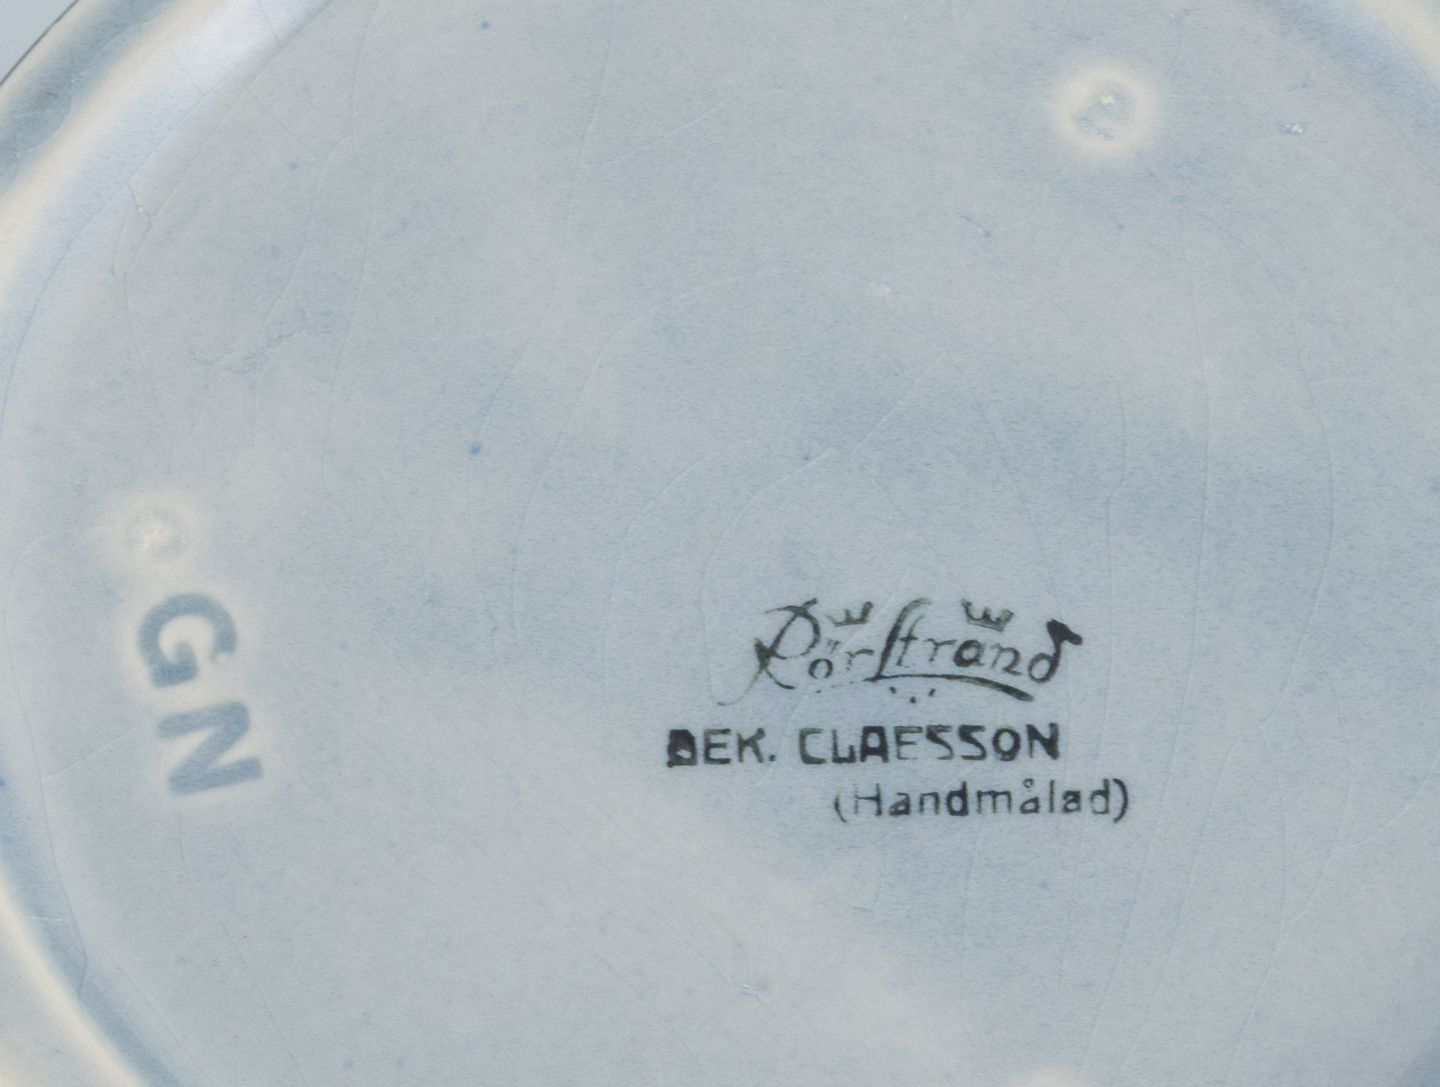 Rörstrand
DEK. CLAESSON
(Handmålad)
GN